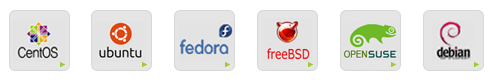 CentOS
ubuntu
fedora
freeBSD
openSUSE
debian